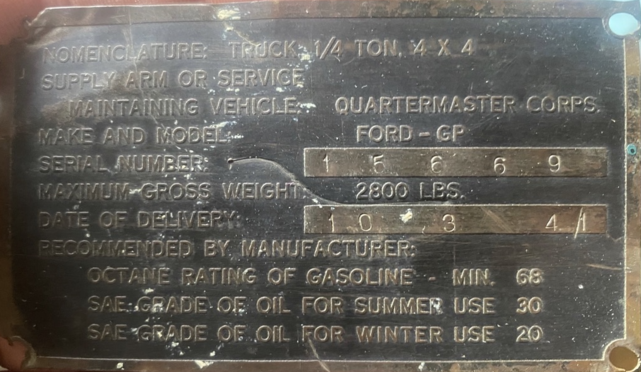 NOMENCLATURE: TRUCK, 1/4 TON, 4 X 4
SUPPLY ARM OR SERVICE
MAINTAINING VEHICLE: QUARTERMASTER CORPS.
MAKE AND MODEL: FORD - GP
SERIAL NUMBER: 1 5 6 6 9
MAXIMUM GROSS WEIGHT: 2800 LBS.
DATE OF DELIVERY: 10 3 41
RECOMMENDED BY MANUFACTURER:
OCTANE RATING OF GASOLINE - MIN. 68
SAE GRADE OF OIL FOR SUMMER USE 30
SAE GRADE OF OIL FOR WINTER USE 20